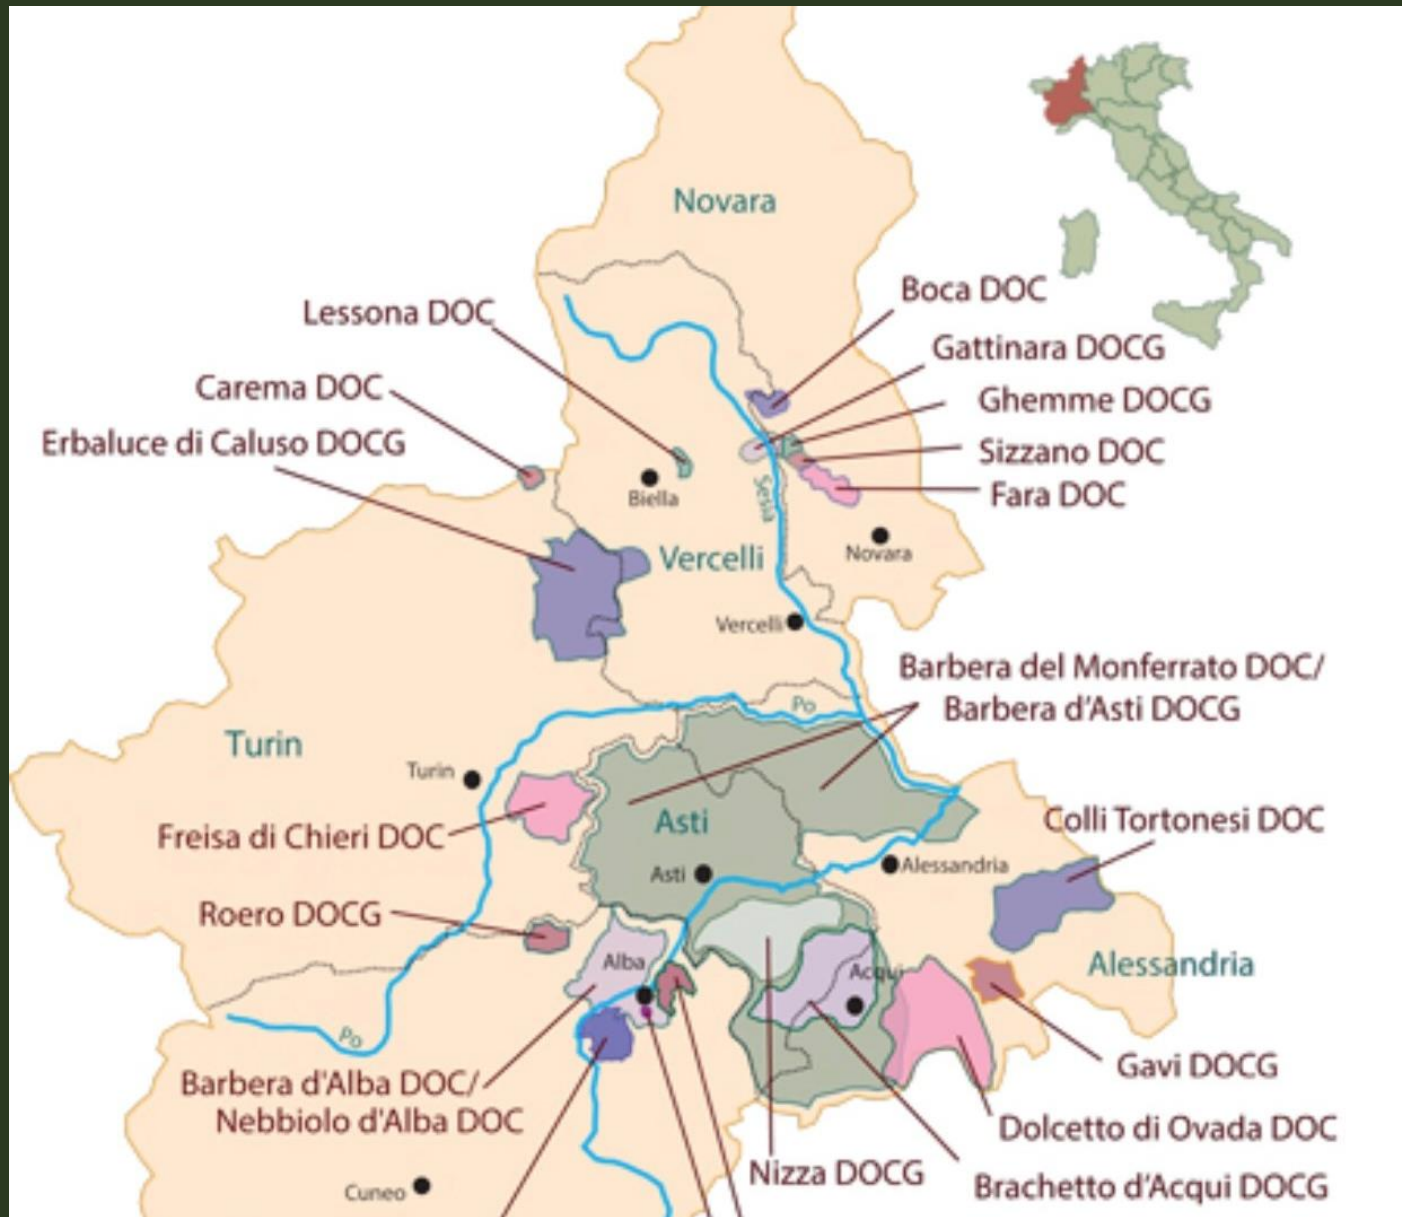 Novara
Boca DOC
Lessona DOC
Gattinara DOCG
Carema DOC
Ghemme DOCG
Erbaluce di Caluso DOCG
Sizzano DOC
Fara DOC
Biella
Sesia
Novara
Vercelli
Vercelli
Barbera del Monferrato DOC/
Barbera d'Asti DOCG
Po
Turin
Turin
Freisa di Chieri DOC
Asti
Colli Tortonesi DOC
Asti
Alessandria
Roero DOCG
Alba
Acqui
Alessandria
Po
Gavi DOCG
Barbera d'Alba DOC/
Nebbiolo d'Alba DOC
Dolcetto di Ovada DOC
Nizza DOCG
Brachetto d'Acqui DOCG
Cuneo